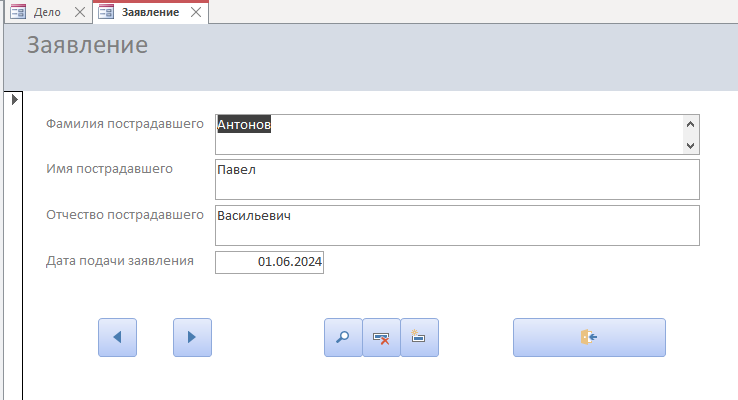 Дело
Заявление
Заявление
Фамилия пострадавшего Антонов
Имя пострадавшего Павел
Отчество пострадавшего Васильевич
Дата подачи заявления 01.06.2024